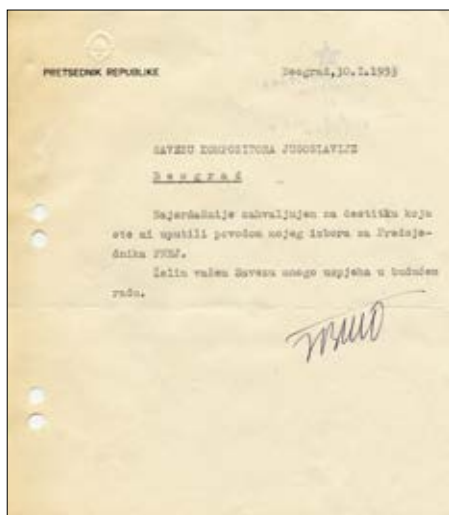 PRETSEDNIK REPUBLIKE
Beograd,30.I.1953
SAVEZU KOMPOZITORA JUGOSLAVIJE
Beograd
Najsrdačnije zahvaljujem na čestitku koju
ste mi uputili povodom mojeg izbora za Predsje-
dnika FNRJ.
Želim vašem Savezu mnogo uspjeha u budućem
radu.